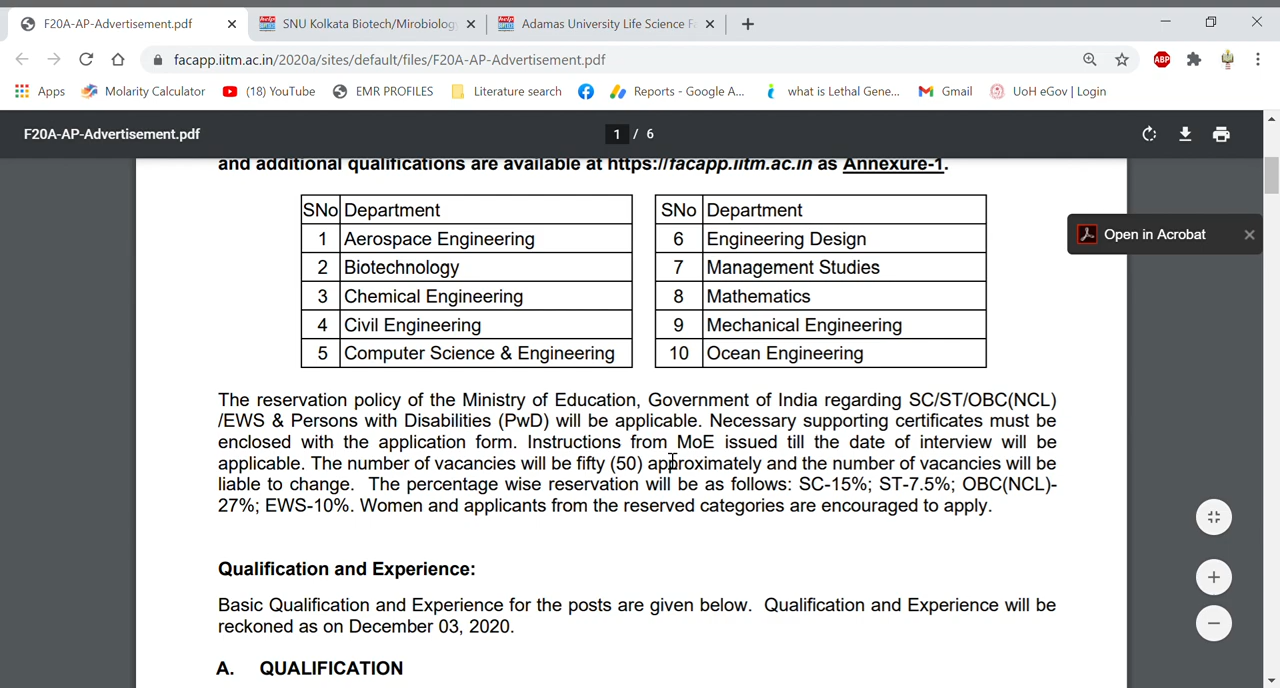 F20A-AP-Advertisement.pdf
SNU Kolkata Biotech/Mirobiolog
Adamas University Life Science F
facapp.iitm.ac.in/2020a/sites/default/files/F20A-AP-Advertisement.pdf
ABP
Apps Molarity Calculator (18) YouTube EMR PROFILES Literature search Reports - Google A... what is Lethal Gene... Gmail UoH eGov | Login
F20A-AP-Advertisement.pdf 1 / 6
and additional qualifications are available at https://facapp.iitm.ac.in as Annexure-1.
SNo Department SNo Department
1 Aerospace Engineering 6 Engineering Design
2 Biotechnology 7 Management Studies
3 Chemical Engineering 8 Mathematics
4 Civil Engineering 9 Mechanical Engineering
5 Computer Science & Engineering 10 Ocean Engineering
Open in Acrobat
The reservation policy of the Ministry of Education, Government of India regarding SC/ST/OBC(NCL)
/EWS & Persons with Disabilities (PwD) will be applicable. Necessary supporting certificates must be
enclosed with the application form. Instructions from MoE issued till the date of interview will be
applicable. The number of vacancies will be fifty (50) approximately and the number of vacancies will be
liable to change. The percentage wise reservation will be as follows: SC-15%; ST-7.5%; OBC(NCL)-
27%; EWS-10%. Women and applicants from the reserved categories are encouraged to apply.
Qualification and Experience:
Basic Qualification and Experience for the posts are given below. Qualification and Experience will be
reckoned as on December 03, 2020.
A. QUALIFICATION